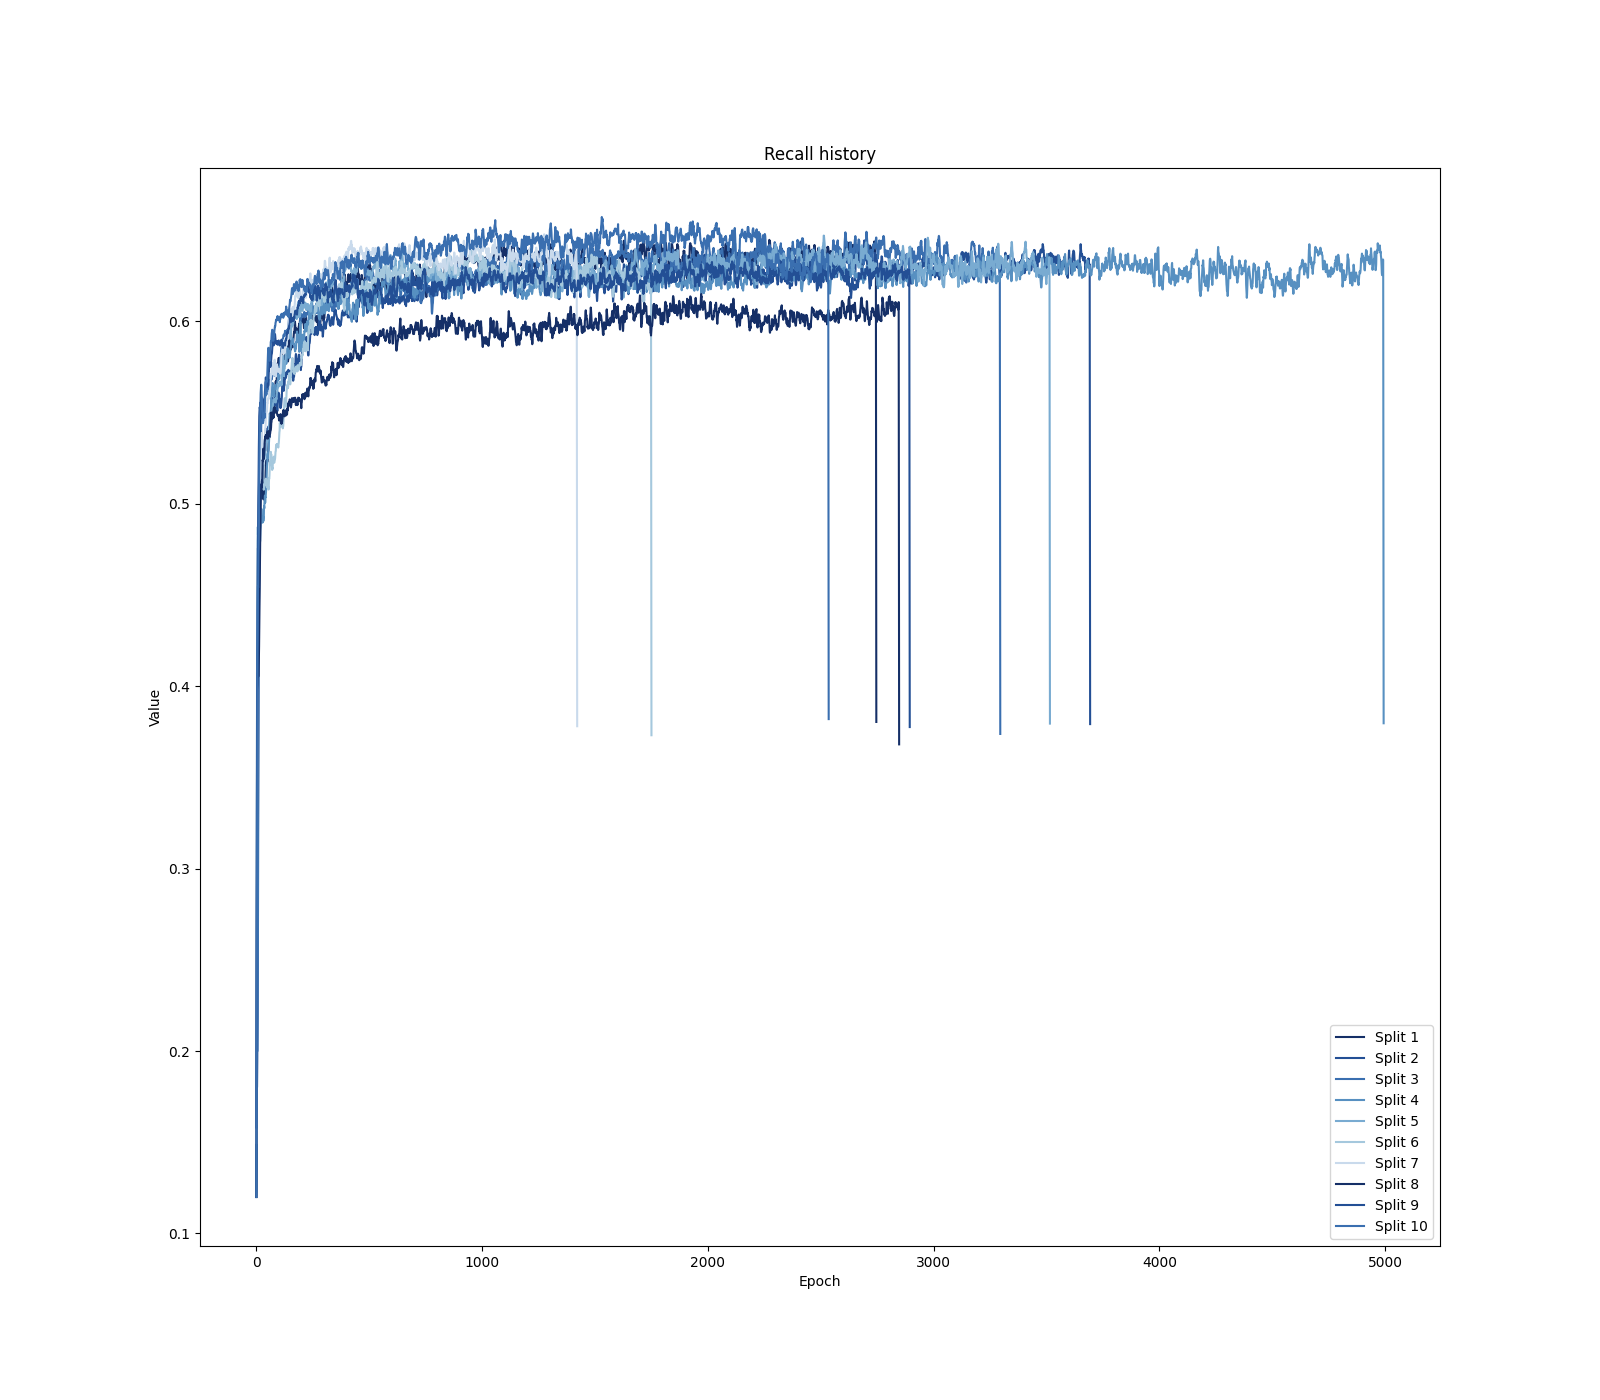 Recall history
0.6
0.5
0.4
0.3
0.2
0.1
Value
0
1000
2000
3000
4000
5000
Epoch
Split 1
Split 2
Split 3
Split 4
Split 5
Split 6
Split 7
Split 8
Split 9
Split 10